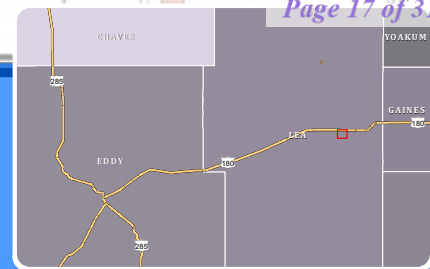 Page 17 of 3
CHAVES
YOAKUM
285
GAINES
180
LEA
EDDY
180
285